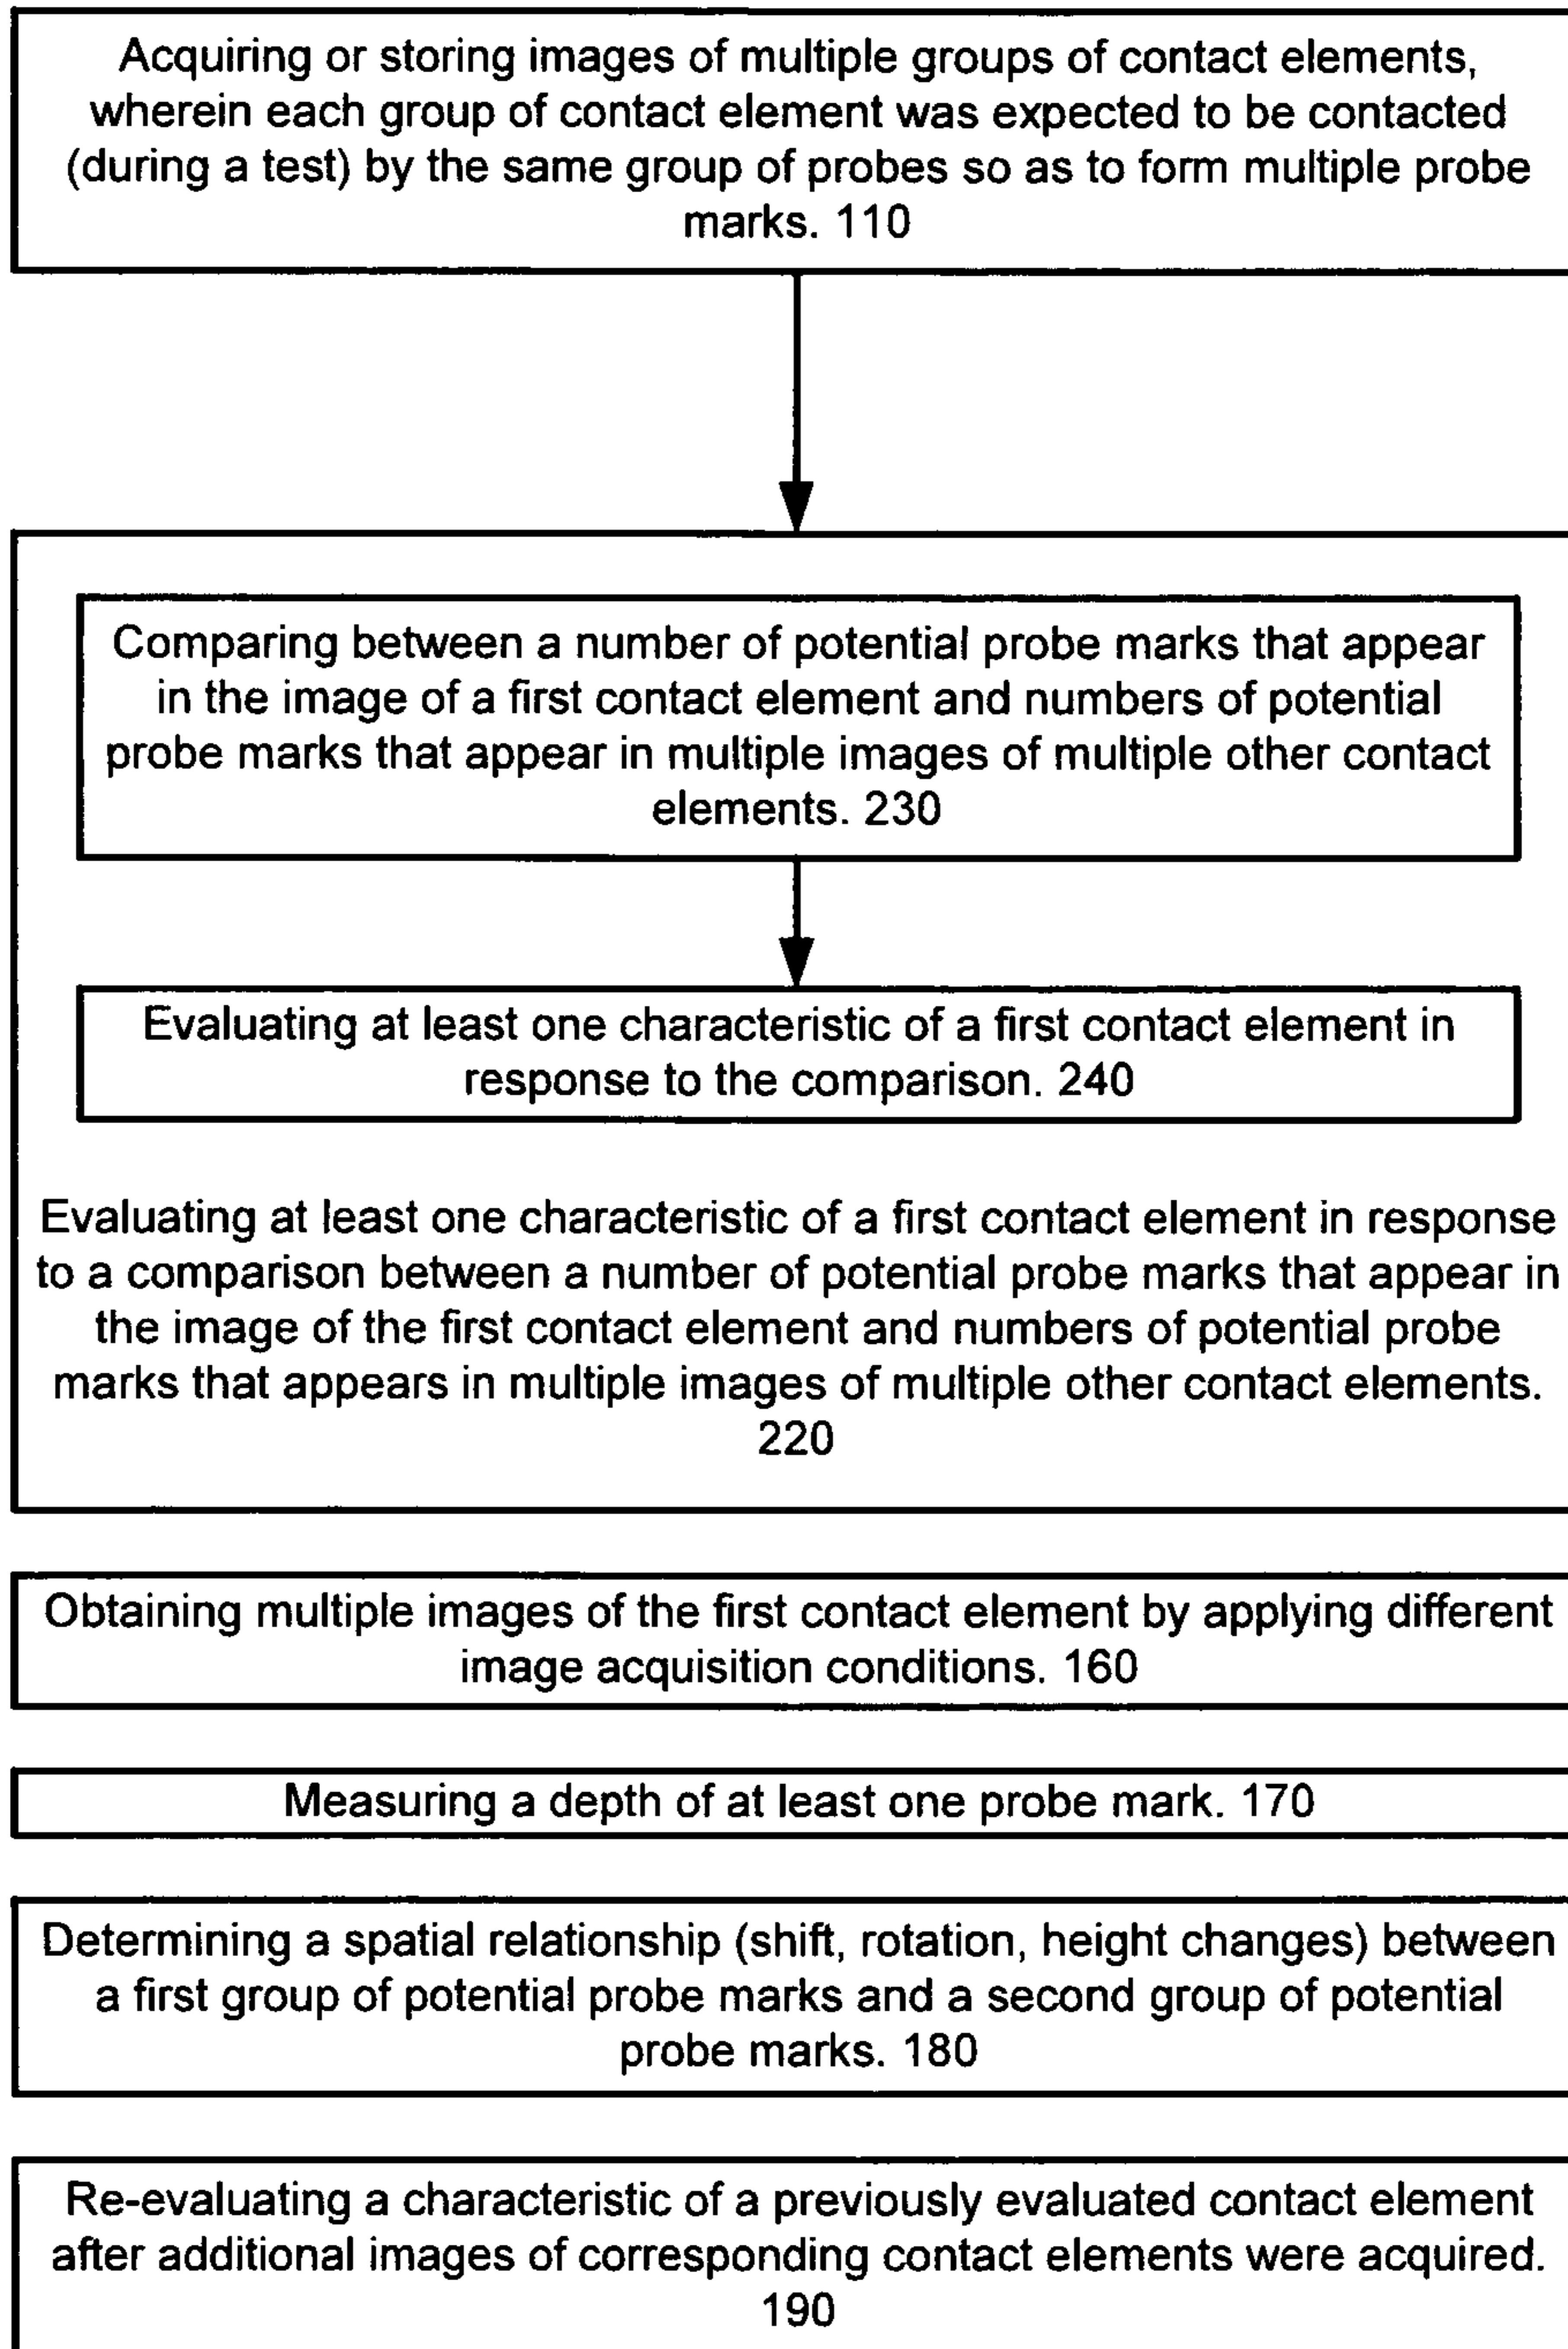 Acquiring or storing images of multiple groups of contact elements,
wherein each group of contact element was expected to be contacted
(during a test) by the same group of probes so as to form multiple probe
marks. 110
Comparing between a number of potential probe marks that appear
in the image of a first contact element and numbers of potential
probe marks that appear in multiple images of multiple other contact
elements. 230
Evaluating at least one characteristic of a first contact element in
response to the comparison. 240
Evaluating at least one characteristic of a first contact element in response
to a comparison between a number of potential probe marks that appear in
the image of the first contact element and numbers of potential probe
marks that appears in multiple images of multiple other contact elements.
220
Obtaining multiple images of the first contact element by applying different
image acquisition conditions. 160
Measuring a depth of at least one probe mark. 170
Determining a spatial relationship (shift, rotation, height changes) between
a first group of potential probe marks and a second group of potential
probe marks. 180
Re-evaluating a characteristic of a previously evaluated contact element
after additional images of corresponding contact elements were acquired.
190